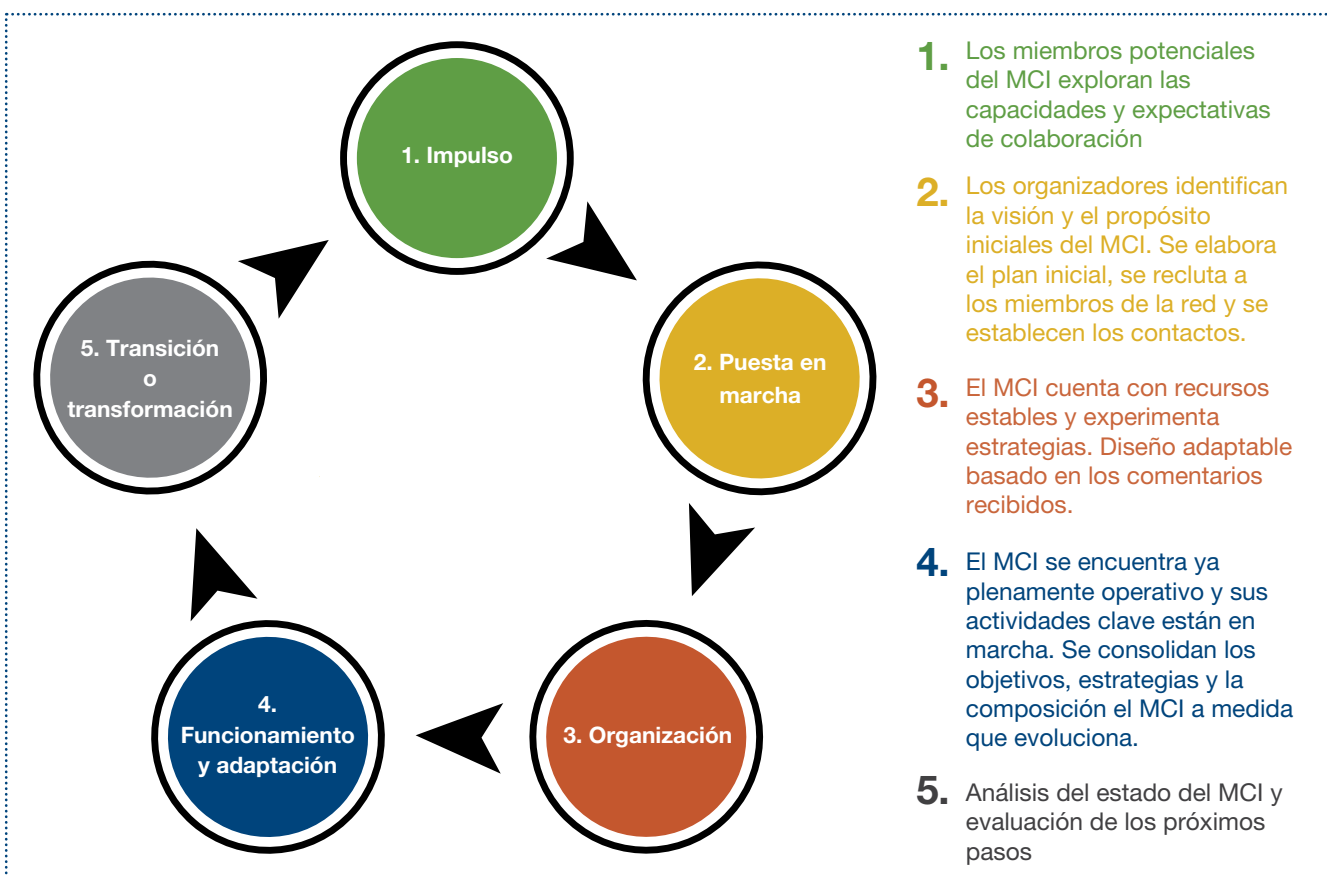 1. Impulso
2. Puesta en
marcha
3. Organización
4.
Funcionamiento
y adaptación
5. Transición
o
transformación
1. Los miembros potenciales
del MCI exploran las
capacidades y expectativas
de colaboración
2. Los organizadores identifican
la visión y el propósito
iniciales del MCI. Se elabora
el plan inicial, se recluta a
los miembros de la red y se
establecen los contactos.
3. El MCI cuenta con recursos
estables y experimenta
estrategias. Diseño adaptable
basado en los comentarios
recibidos.
4. El MCI se encuentra ya
plenamente operativo y sus
actividades clave están en
marcha. Se consolidan los
objetivos, estrategias y la
composición el MCI a medida
que evoluciona.
5. Análisis del estado del MCI y
evaluación de los próximos
pasos